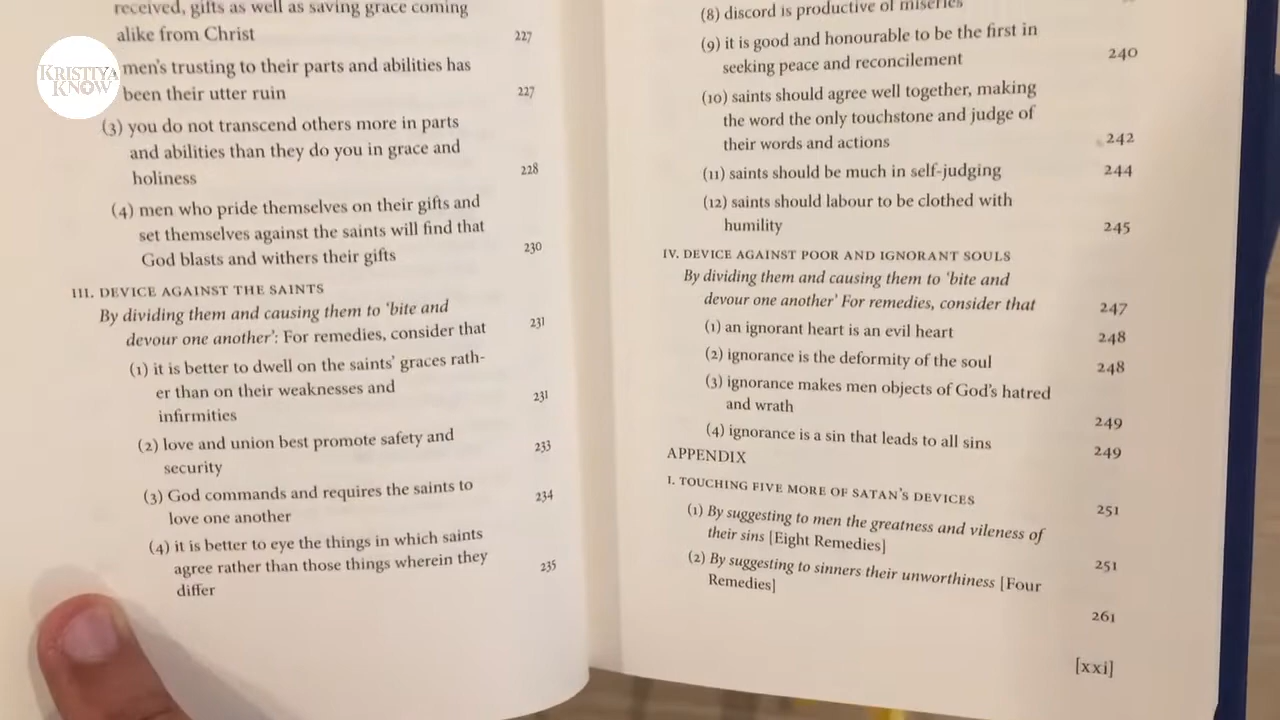 KRISTIYA
KNOW
received, gifts as well as saving grace coming
alike from Christ 227
men's trusting to their parts and abilities has
been their utter ruin 227
(3) you do not transcend others more in parts
and abilities than they do you in grace and
holiness 228
(4) men who pride themselves on their gifts and
set themselves against the saints will find that
God blasts and withers their gifts 230
III. DEVICE AGAINST THE SAINTS
By dividing them and causing them to 'bite and
devour one another': For remedies, consider that 231
(1) it is better to dwell on the saints' graces rath-
er than on their weaknesses and
infirmities 231
(2) love and union best promote safety and
security 233
(3) God commands and requires the saints to
love one another 234
(4) it is better to eye the things in which saints
agree rather than those things wherein they
differ 235
(8) discord is productive of miseries
(9) it is good and honourable to be the first in
seeking peace and reconcilement 240
(10) saints should agree well together, making
the word the only touchstone and judge of
their words and actions 242
(11) saints should be much in self-judging 244
(12) saints should labour to be clothed with
humility 245
IV. DEVICE AGAINST POOR AND IGNORANT SOULS
By dividing them and causing them to 'bite and
devour one another' For remedies, consider that 247
(1) an ignorant heart is an evil heart 248
(2) ignorance is the deformity of the soul 248
(3) ignorance makes men objects of God's hatred
and wrath 249
(4) ignorance is a sin that leads to all sins 249
APPENDIX
I. TOUCHING FIVE MORE OF SATAN'S DEVICES 251
(1) By suggesting to men the greatness and vileness of
their sins [Eight Remedies] 251
(2) By suggesting to sinners their unworthiness [Four
Remedies] 261
[xxi]